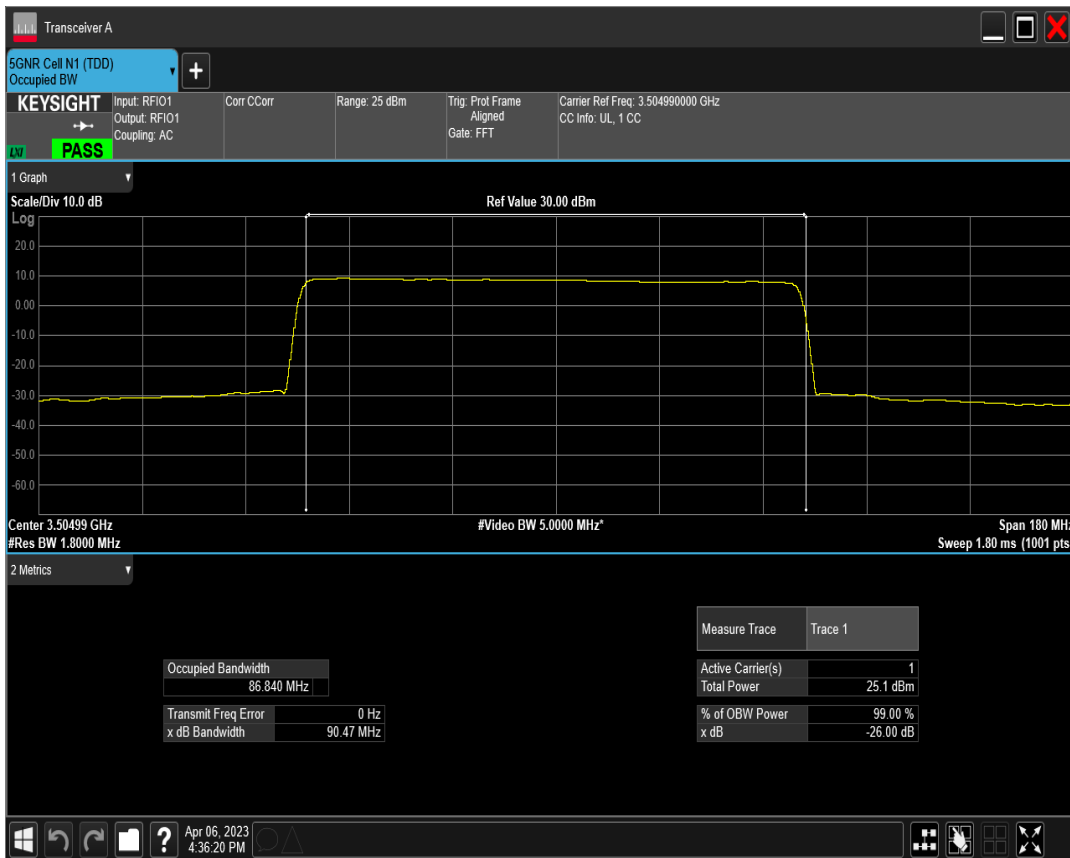 Transceiver A
5GNR Cell N1 (TDD)
Occupied BW
KEYSIGHT
LXI
PASS
Input: RFIO1
Output: RFIO1
Coupling: AC
Corr CCorr
Range: 25 dBm
Trig: Prot Frame
Aligned
Gate: FFT
Carrier Ref Freq: 3.504990000 GHz
CC Info: UL, 1 CC
1 Graph
Scale/Div 10.0 dB
Ref Value 30.00 dBm
Log
20.0
10.0
0.00
-10.0
-20.0
-30.0
-40.0
-50.0
-60.0
Center 3.50499 GHz
#Video BW 5.0000 MHz*
Span 180 MHz
#Res BW 1.8000 MHz
Sweep 1.80 ms (1001 pts
2 Metrics
Measure Trace Trace 1
Occupied Bandwidth
86.840 MHz
Active Carrier(s) 1
Total Power 25.1 dBm
Transmit Freq Error 0 Hz
x dB Bandwidth 90.47 MHz
% of OBW Power 99.00 %
x dB -26.00 dB
?
Apr 06, 2023
4:36:20 PM